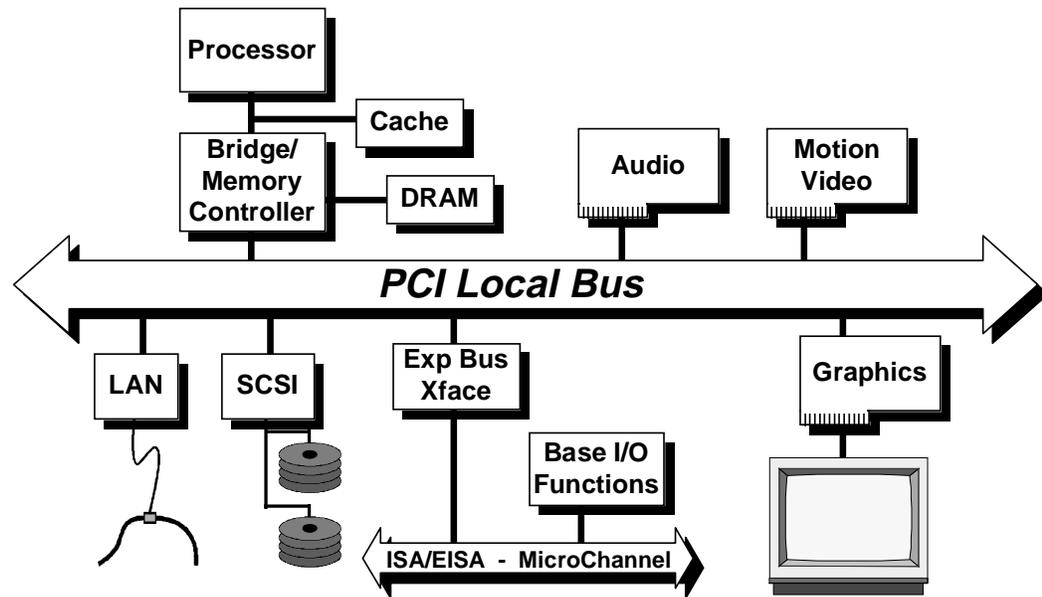 Processor
Cache
Bridge/
Memory
Controller
DRAM
Audio
Motion
Video
PCI Local Bus
LAN
SCSI
Exp Bus
Xface
Graphics
Base I/O
Functions
ISA/EISA - MicroChannel